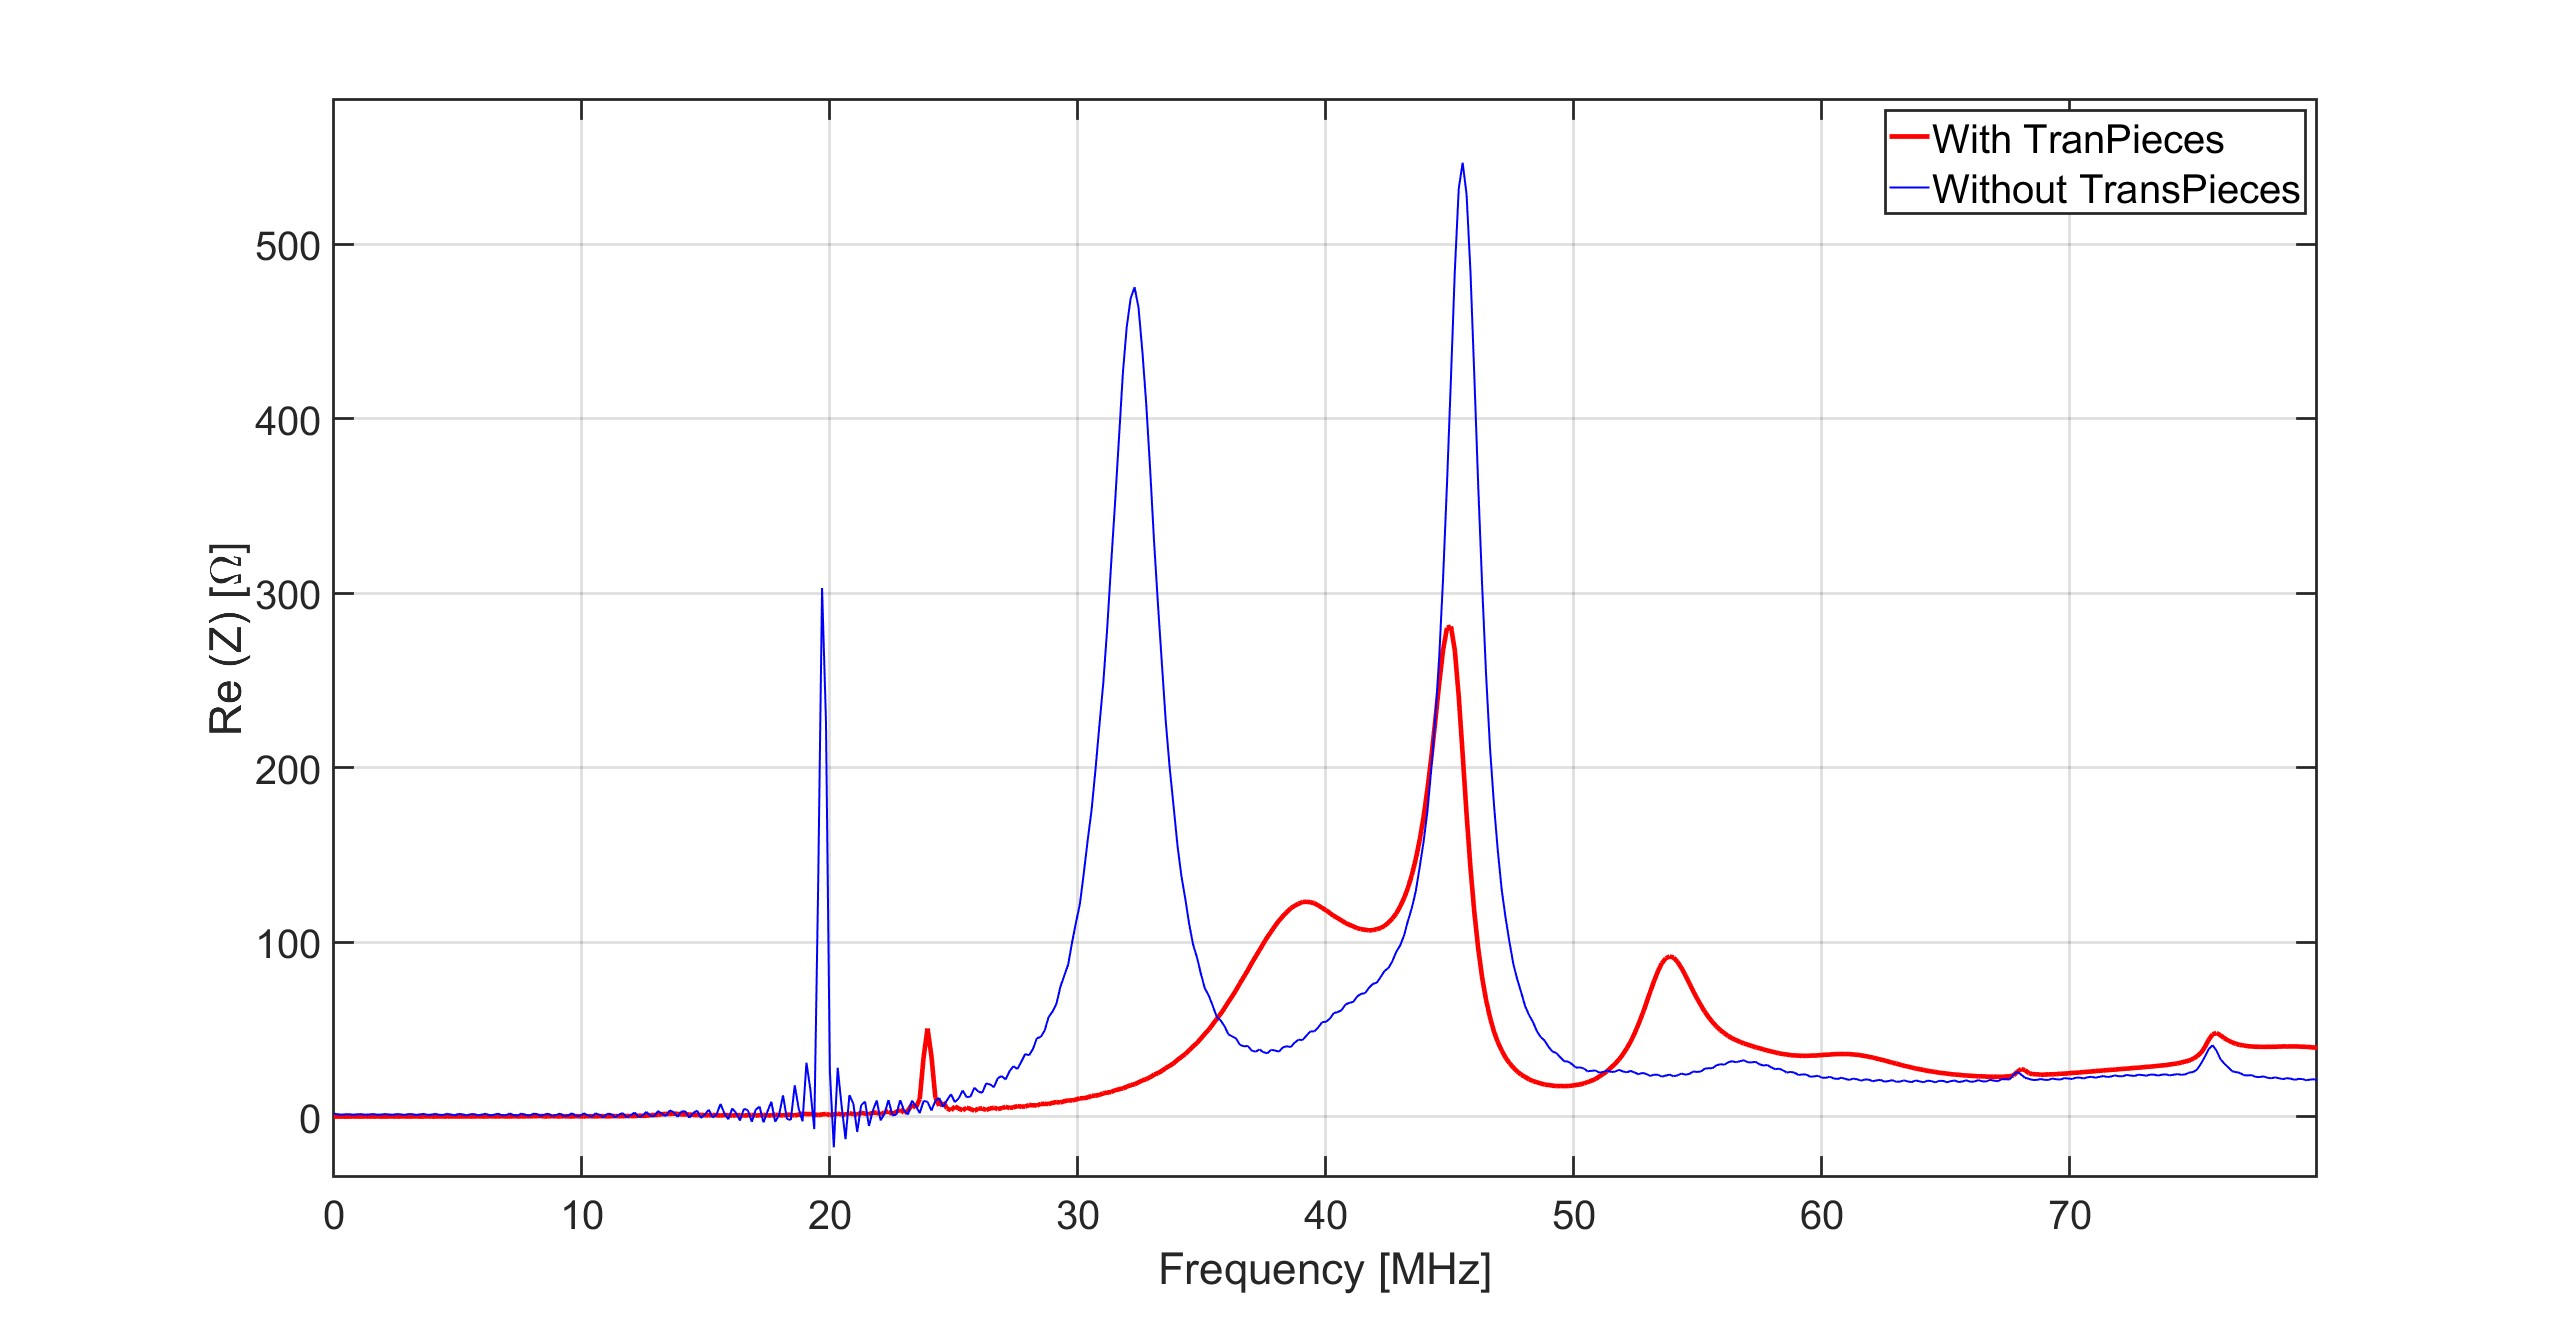 With TranPieces
Without TransPieces
500
400
300
200
100
0
Re (Z) [Ω]
0 10 20 30 40 50 60 70
Frequency [MHz]